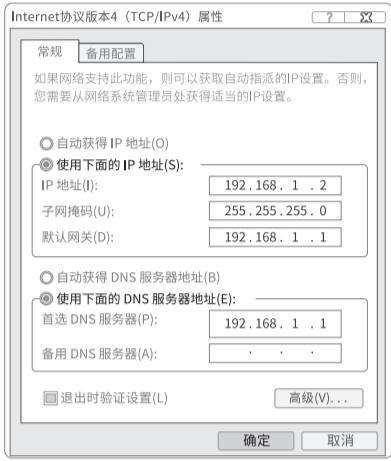 Internet协议版本4（TCP/IPv4）属性
常规 备用配置
如果网络支持此功能，则可以获取自动指派的IP设置。否则，
您需要从网络系统管理员处获得适当的IP设置。
自动获得 IP 地址(O)
使用下面的 IP 地址(S):
IP 地址(I): 192.168. 1 . 2
子网掩码(U): 255.255.255. 0
默认网关(D): 192.168. 1 . 1
自动获得 DNS 服务器地址(B)
使用下面的 DNS 服务器地址(E):
首选 DNS 服务器(P): 192.168. 1 . 1
备用 DNS 服务器(A): . . .
退出时验证设置(L) 高级(V)...
确定 取消